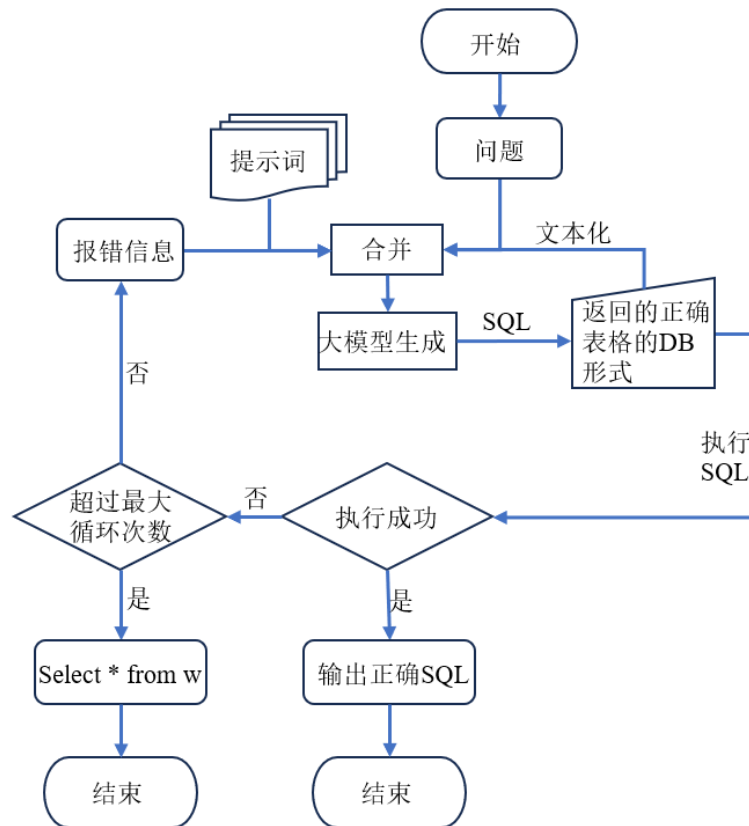 开始
问题
提示词
文本化
报错信息
合并
返回的正确
表格的DB
形式
大模型生成
SQL
否
执行
SQL
超过最大
循环次数
否
执行成功
是
是
Select * from w
输出正确SQL
结束
结束